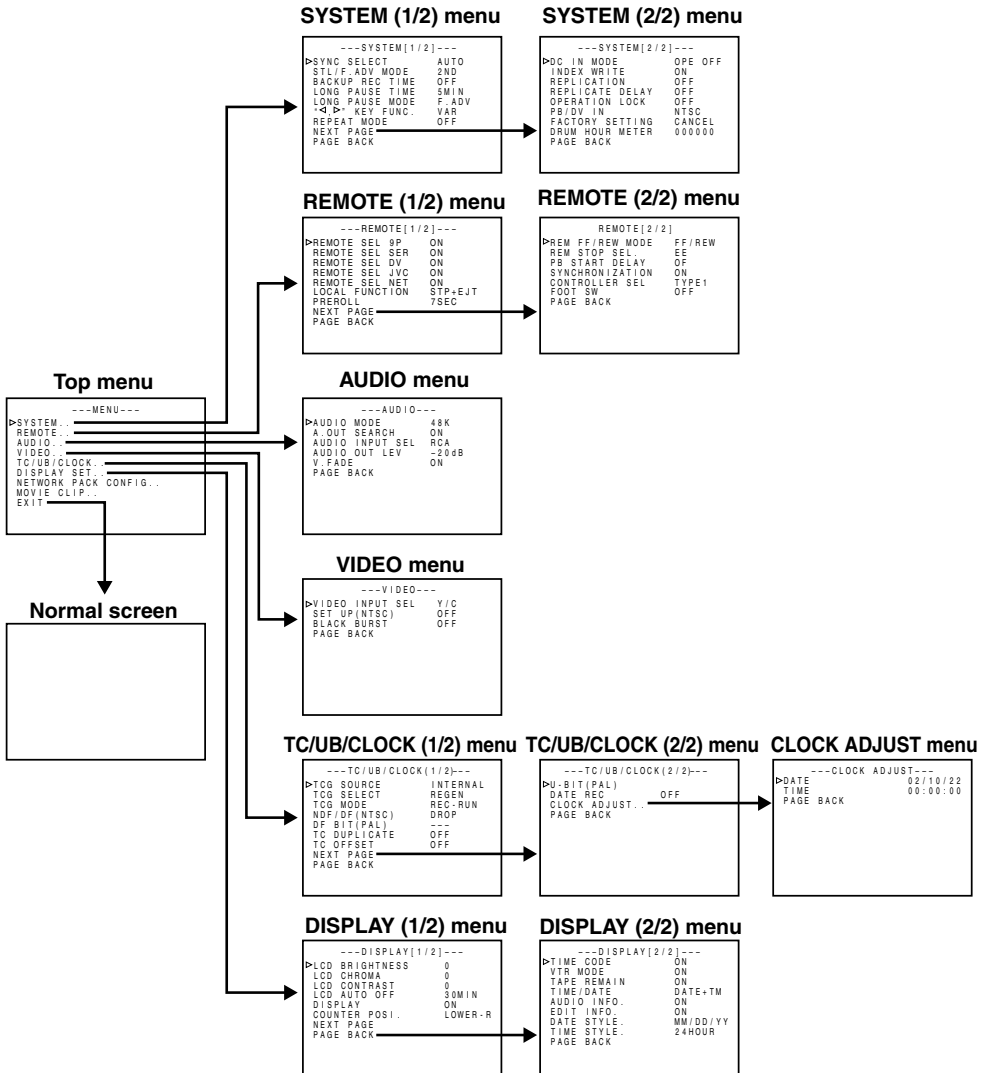 SYSTEM (1/2) menu
---SYSTEM[1/2]---
SYNC SELECT AUTO
STL/F.ADV MODE 2ND
BACKUP REC TIME OFF
LONG PAUSE TIME 5MIN
LONG PAUSE MODE F.ADV
"◁,▷" KEY FUNC. VAR
REPEAT MODE OFF
NEXT PAGE
PAGE BACK
SYSTEM (2/2) menu
---SYSTEM[2/2]---
▷DC IN MODE OPE OFF
INDEX WRITE ON
REPLICATION OFF
REPLICATE DELAY OFF
OPERATION LOCK OFF
PB/DV IN NTSC
FACTORY SETTING CANCEL
DRUM HOUR METER 000000
PAGE BACK
REMOTE (1/2) menu
---REMOTE[1/2]---
▷REMOTE SEL 9P ON
REMOTE SEL SER ON
REMOTE SEL DV ON
REMOTE SEL JVC ON
REMOTE SEL NET ON
LOCAL FUNCTION STP+EJT
PREROLL 7SEC
NEXT PAGE
PAGE BACK
REMOTE (2/2) menu
REMOTE[2/2]
▷REM FF/REW MODE FF/REW
REM STOP SEL. EE
PB START DELAY OF
SYNCHRONIZATION ON
CONTROLLER SEL TYPE1
FOOT SW OFF
PAGE BACK
Top menu
---MENU---
▷SYSTEM..
REMOTE..
AUDIO..
VIDEO..
TC/UB/CLOCK..
DISPLAY SET..
NETWORK PACK CONFIG..
MOVIE CLIP..
EXIT
AUDIO menu
---AUDIO---
▷AUDIO MODE 48K
A.OUT SEARCH ON
AUDIO INPUT SEL RCA
AUDIO OUT LEV -20dB
V.FADE ON
PAGE BACK
Normal screen
VIDEO menu
---VIDEO---
▷VIDEO INPUT SEL Y/C
SET UP(NTSC) OFF
BLACK BURST OFF
PAGE BACK
TC/UB/CLOCK (1/2) menu
---TC/UB/CLOCK(1/2)---
▷TCG SOURCE INTERNAL
TCG SELECT REGEN
TCG MODE REC-RUN
NDF/DF(NTSC) DROP
DF BIT(PAL) ---
TC DUPLICATE OFF
TC OFFSET OFF
NEXT PAGE
PAGE BACK
TC/UB/CLOCK (2/2) menu
---TC/UB/CLOCK(2/2)---
▷U-BIT(PAL)
DATE REC OFF
CLOCK ADJUST..
PAGE BACK
CLOCK ADJUST menu
---CLOCK ADJUST---
▷DATE 02/10/22
TIME 00:00:00
PAGE BACK
DISPLAY (1/2) menu
---DISPLAY[1/2]---
▷LCD BRIGHTNESS 0
LCD CHROMA 0
LCD CONTRAST 0
LCD AUTO OFF 30MIN
DISPLAY ON
COUNTER POSI. LOWER-R
NEXT PAGE
PAGE BACK
DISPLAY (2/2) menu
---DISPLAY[2/2]---
▷TIME CODE ON
VTR MODE ON
TAPE REMAIN ON
TIME/DATE DATE+TM
AUDIO INFO. ON
EDIT INFO. ON
DATE STYLE. MM/DD/YY
TIME STYLE. 24HOUR
PAGE BACK